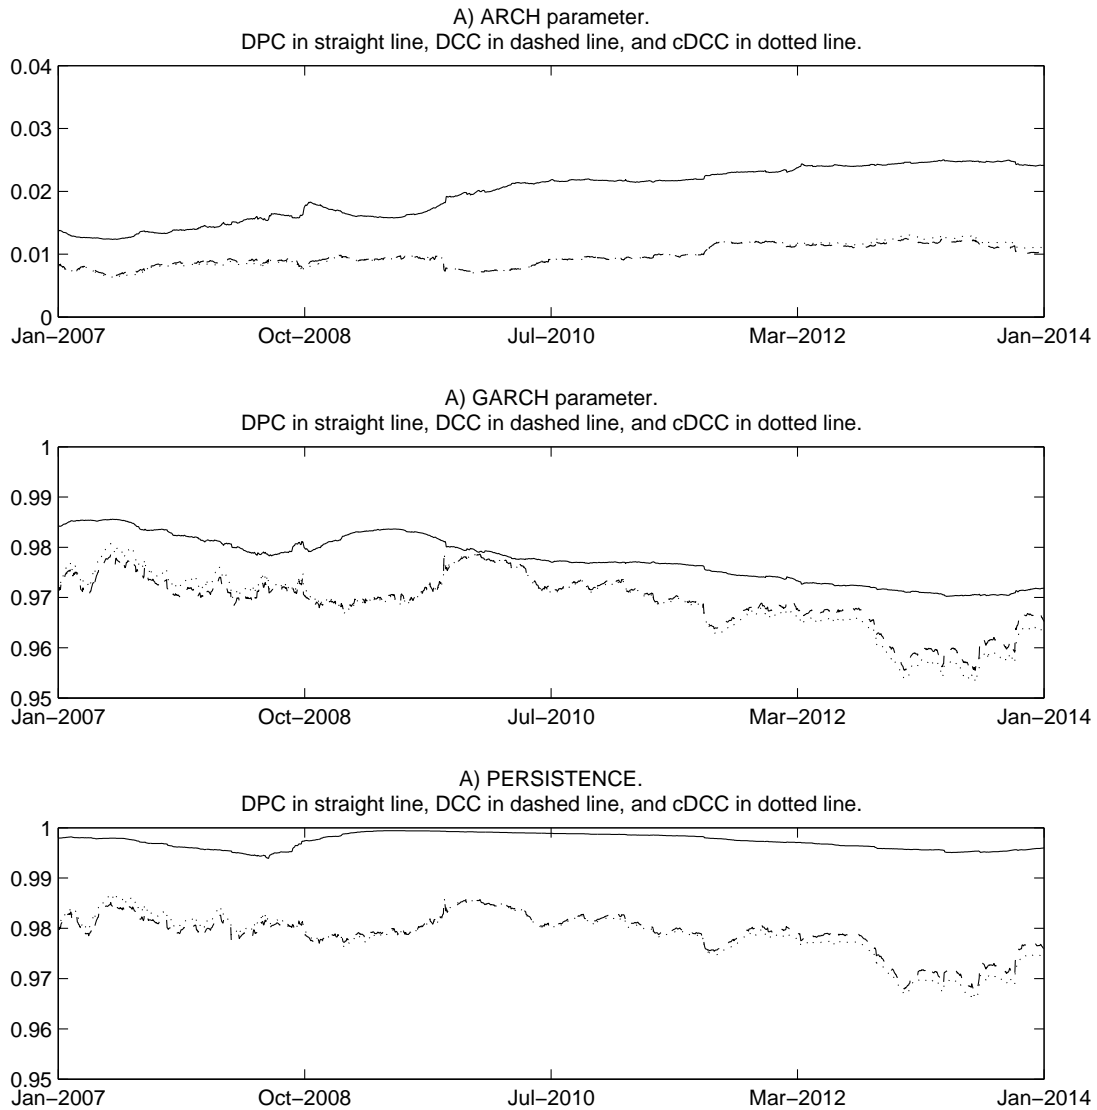 A) ARCH parameter.
DPC in straight line, DCC in dashed line, and cDCC in dotted line.
0.04
0.03
0.02
0.01
0
Jan−2007 Oct−2008 Jul−2010 Mar−2012 Jan−2014
A) GARCH parameter.
DPC in straight line, DCC in dashed line, and cDCC in dotted line.
1
0.99
0.98
0.97
0.96
0.95
Jan−2007 Oct−2008 Jul−2010 Mar−2012 Jan−2014
A) PERSISTENCE.
DPC in straight line, DCC in dashed line, and cDCC in dotted line.
1
0.99
0.98
0.97
0.96
0.95
Jan−2007 Oct−2008 Jul−2010 Mar−2012 Jan−2014